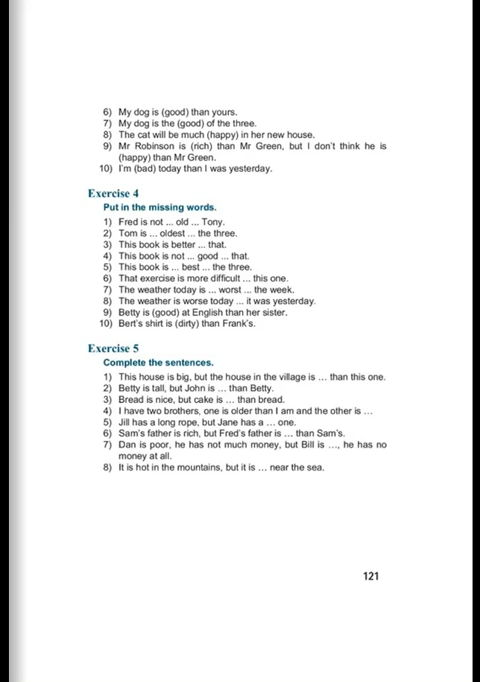 6) My dog is (good) than yours.
7) My dog is the (good) of the three.
8) The cat will be much (happy) in her new house.
9) Mr Robinson is (rich) than Mr Green, but I don't think he is
(happy) than Mr Green.
10) I'm (bad) today than I was yesterday.
Exercise 4
Put in the missing words.
1) Fred is not ... old ... Tony.
2) Tom is ... oldest ... the three.
3) This book is better ... that.
4) This book is not ... good ... that.
5) This book is ... best ... the three.
6) That exercise is more difficult ... this one.
7) The weather today is ... worst ... the week.
8) The weather is worse today ... it was yesterday.
9) Betty is (good) at English than her sister.
10) Bert's shirt is (dirty) than Frank's.
Exercise 5
Complete the sentences.
1) This house is big, but the house in the village is ... than this one.
2) Betty is tall, but John is ... than Betty.
3) Bread is nice, but cake is ... than bread.
4) I have two brothers, one is older than I am and the other is ...
5) Jill has a long rope, but Jane has a ... one.
6) Sam's father is rich, but Fred's father is ... than Sam's.
7) Dan is poor, he has not much money, but Bill is ..., he has no
money at all.
8) It is hot in the mountains, but it is ... near the sea.
121